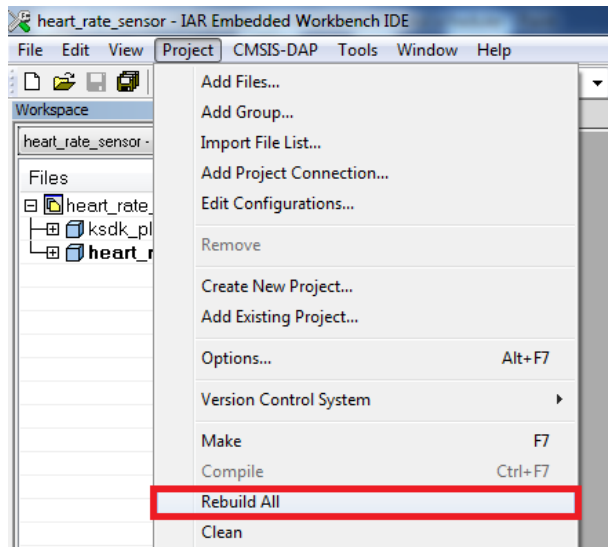 heart_rate_sensor - IAR Embedded Workbench IDE
File Edit View Project CMSIS-DAP Tools Window Help
Workspace
heart_rate_sensor -
Files
heart_rate_
ksdk_pl
heart_r
Add Files...
Add Group...
Import File List...
Add Project Connection...
Edit Configurations...
Remove
Create New Project...
Add Existing Project...
Options... Alt+F7
Version Control System
Make F7
Compile Ctrl+F7
Rebuild All
Clean